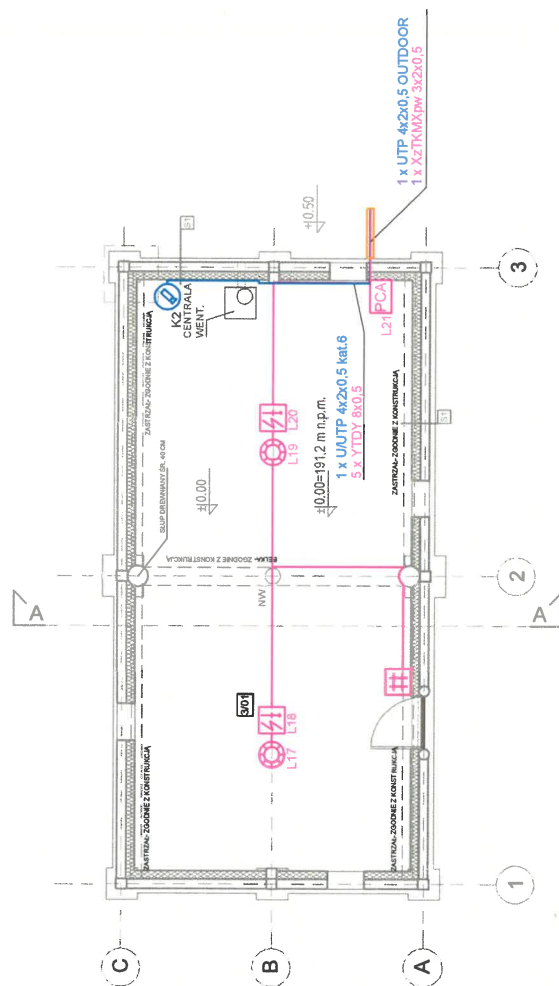 1 x UTP 4x2x0,5 OUTDOOR
1 x XzTKMXpw 3x2x0,5
±0.50
S1
K2
CENTRALA
WENT.
ZASTRZAŁ- ZGODNIE Z KONSTRUKCJĄ
L21
PCA
3
SŁUP DREWNIANY ŚR. 40 CM
±0.00
L20
L19
±0,00=191,2 m n.p.m.
1 x U/UTP 4x2x0,5 kat.6
5 x YTDY 8x0,5
ZASTRZAŁ- ZGODNIE Z KONSTRUKCJĄ
S1
BELKA- ZGODNIE Z KONSTRUKCJĄ
NW
2
A
A
3/01
L18
L17
ZASTRZAŁ- ZGODNIE Z KONSTRUKCJĄ
ZASTRZAŁ- ZGODNIE Z KONSTRUKCJĄ
1
C
B
A